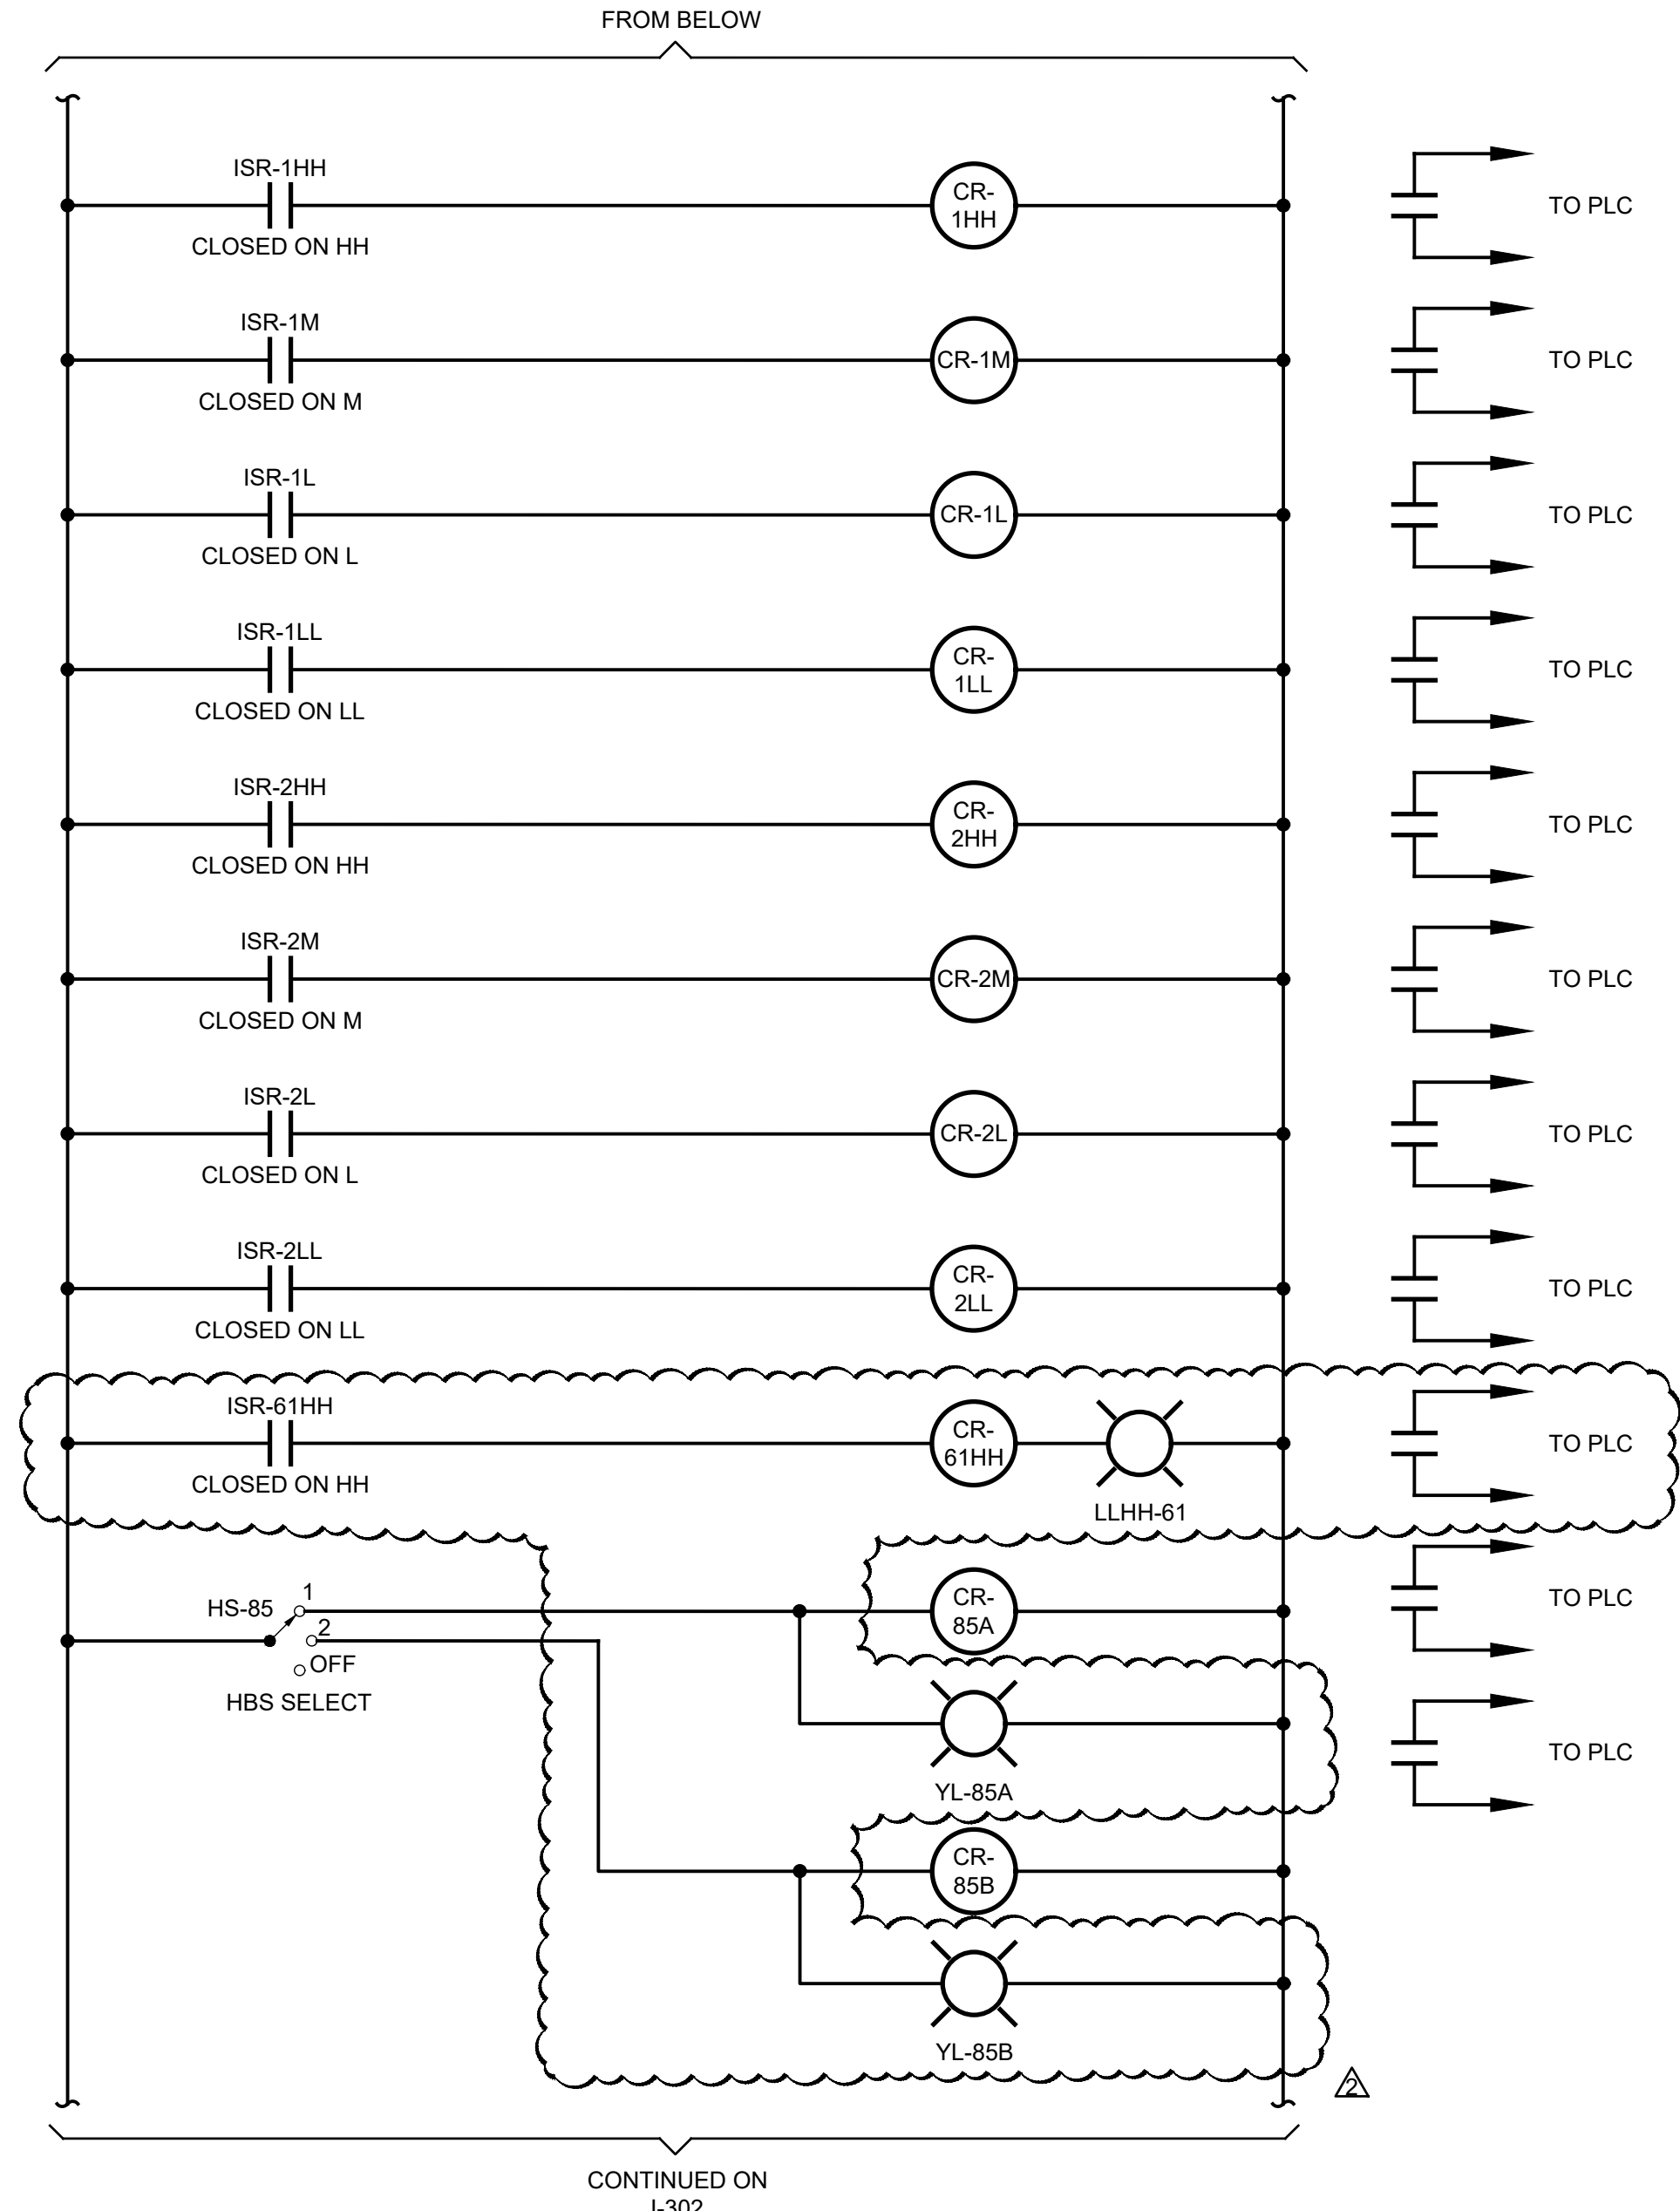 FROM BELOW
ISR-1HH
CLOSED ON HH
CR-
1HH
TO PLC
ISR-1M
CLOSED ON M
CR-1M
TO PLC
ISR-1L
CLOSED ON L
CR-1L
TO PLC
ISR-1LL
CLOSED ON LL
CR-
1LL
TO PLC
ISR-2HH
CLOSED ON HH
CR-
2HH
TO PLC
ISR-2M
CLOSED ON M
CR-2M
TO PLC
ISR-2L
CLOSED ON L
CR-2L
TO PLC
ISR-2LL
CLOSED ON LL
CR-
2LL
TO PLC
ISR-61HH
CLOSED ON HH
CR-
61HH
LLHH-61
TO PLC
HS-85
1
2
OFF
HBS SELECT
CR-
85A
TO PLC
YL-85A
TO PLC
CR-
85B
YL-85B
2
CONTINUED ON
I-302